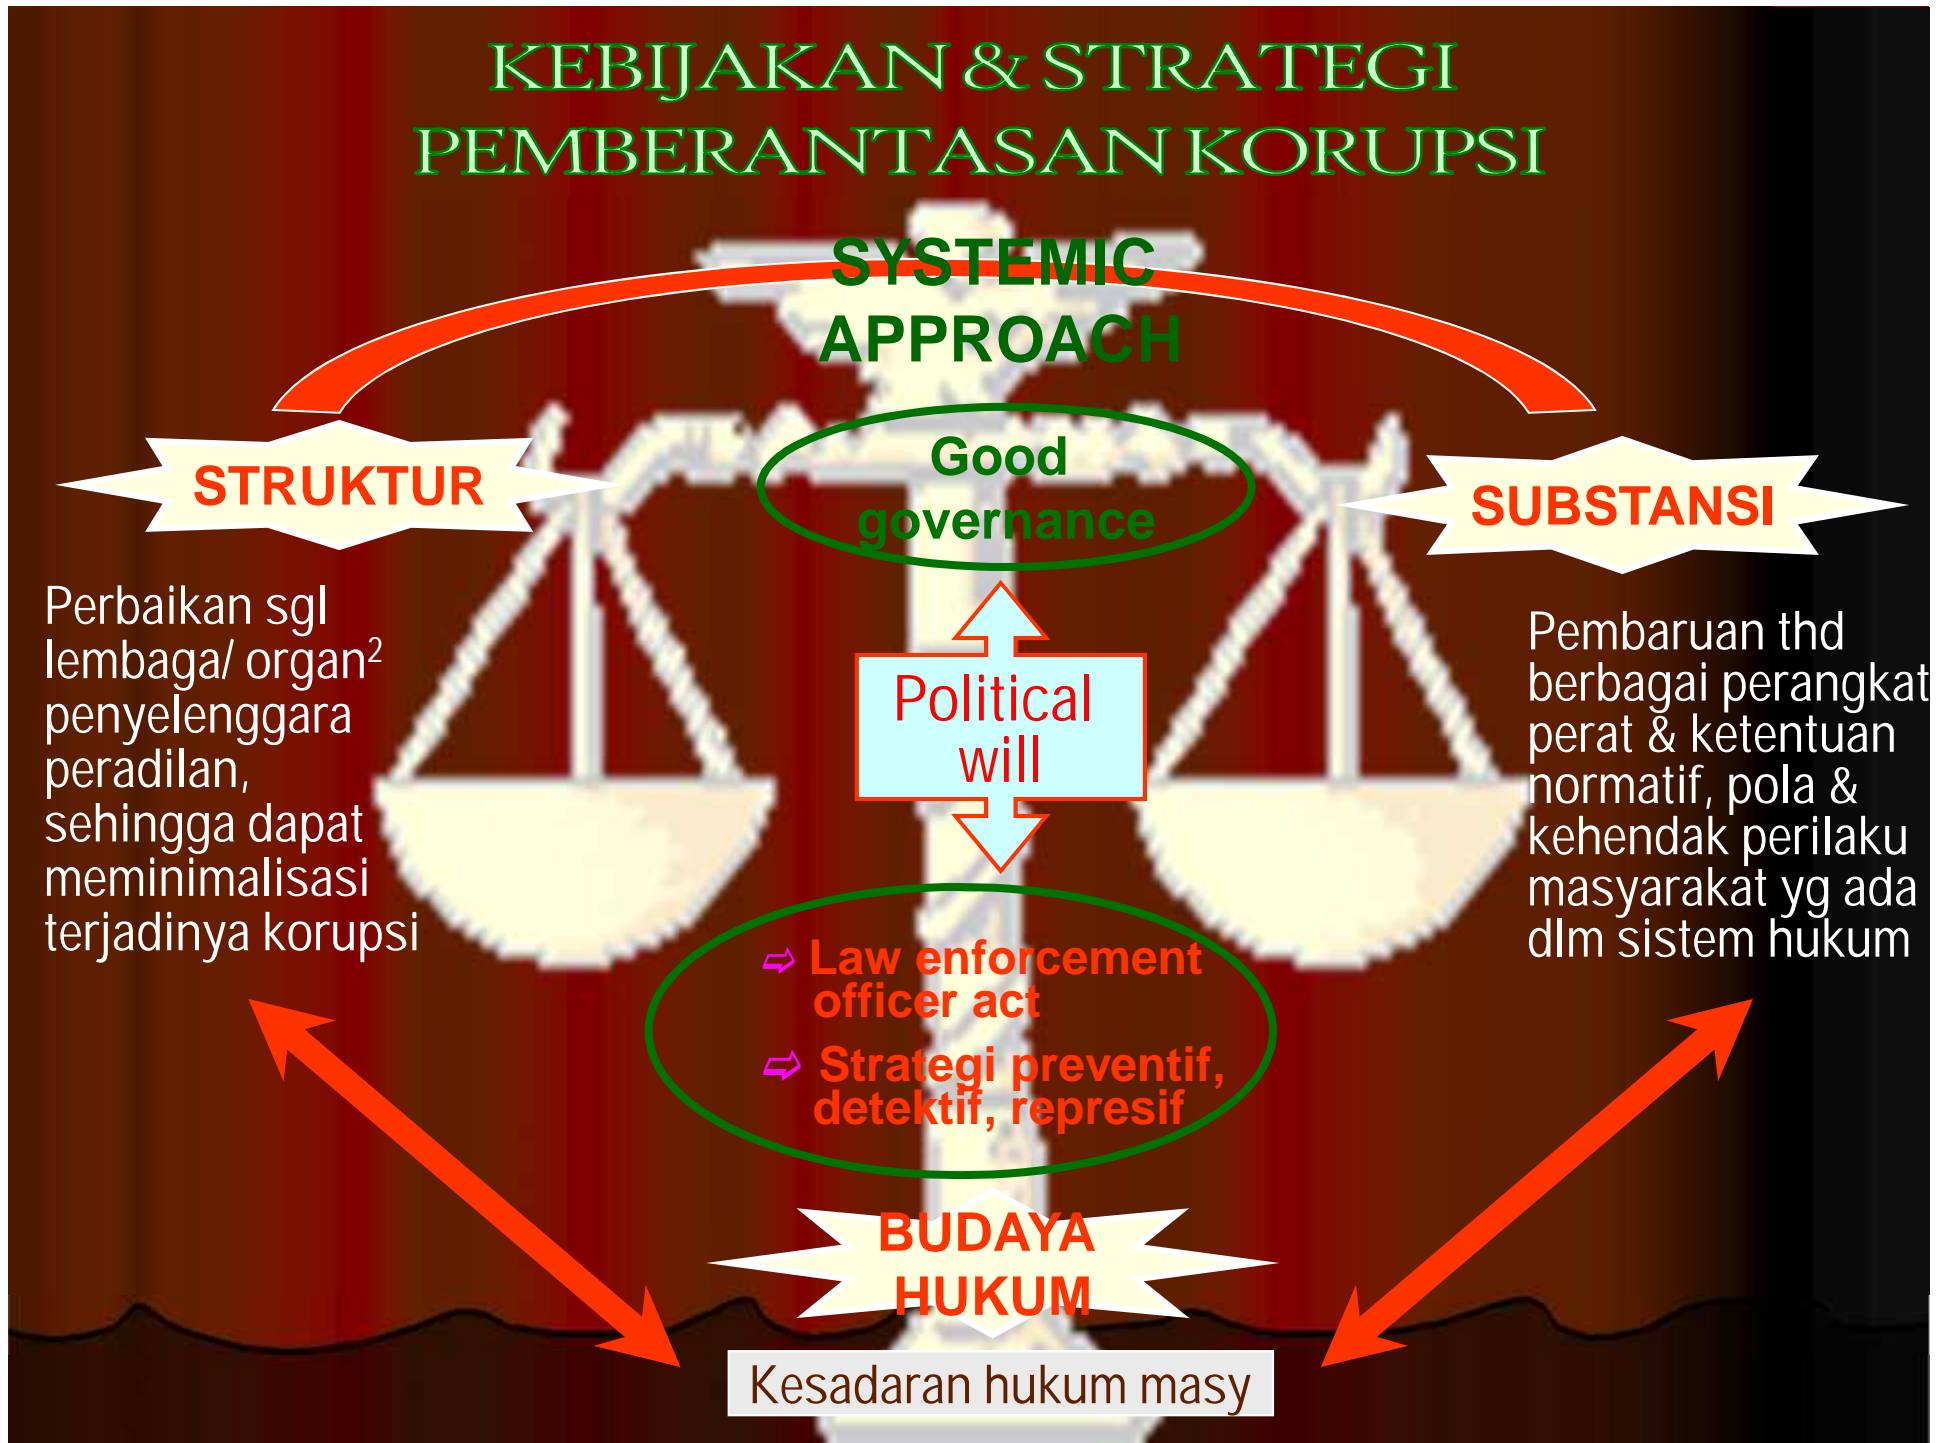 KEBIJAKAN & STRATEGI
PEMBERANTASAN KORUPSI
SYSTEMIC
APPROACH
STRUKTUR
Perbaikan sgl
lembaga/ organ²
penyelenggara
peradilan,
sehingga dapat
meminimalisasi
terjadinya korupsi
Good
governance
Political
will
Law enforcement
officer act
Strategi preventif,
detektif, represif
SUBSTANSI
Pembaruan thd
berbagai perangkat
perat & ketentuan
normatif, pola &
kehendak perilaku
masyarakat yg ada
dlm sistem hukum
BUDAYA
HUKUM
Kesadaran hukum masy